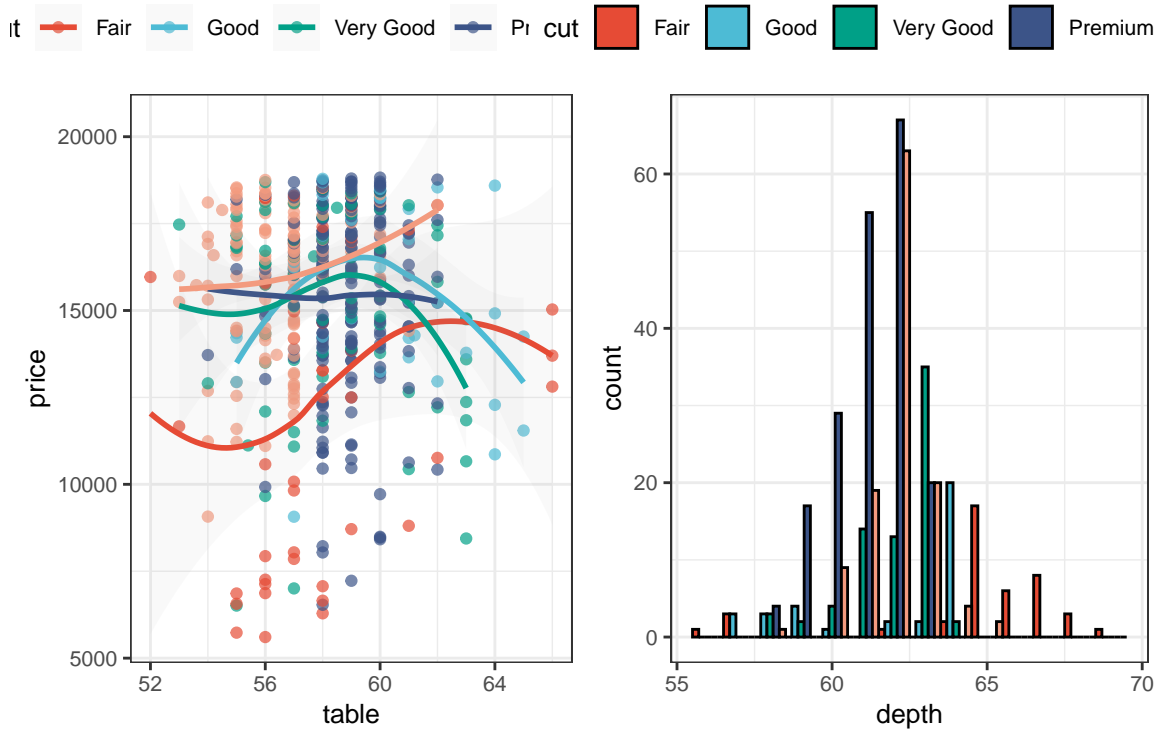 Fair Good Very Good
cut Fair Good Very Good Premium
20000
15000
10000
5000
price
52 56 60 64
table
60
40
20
0
count
55 60 65 70
depth